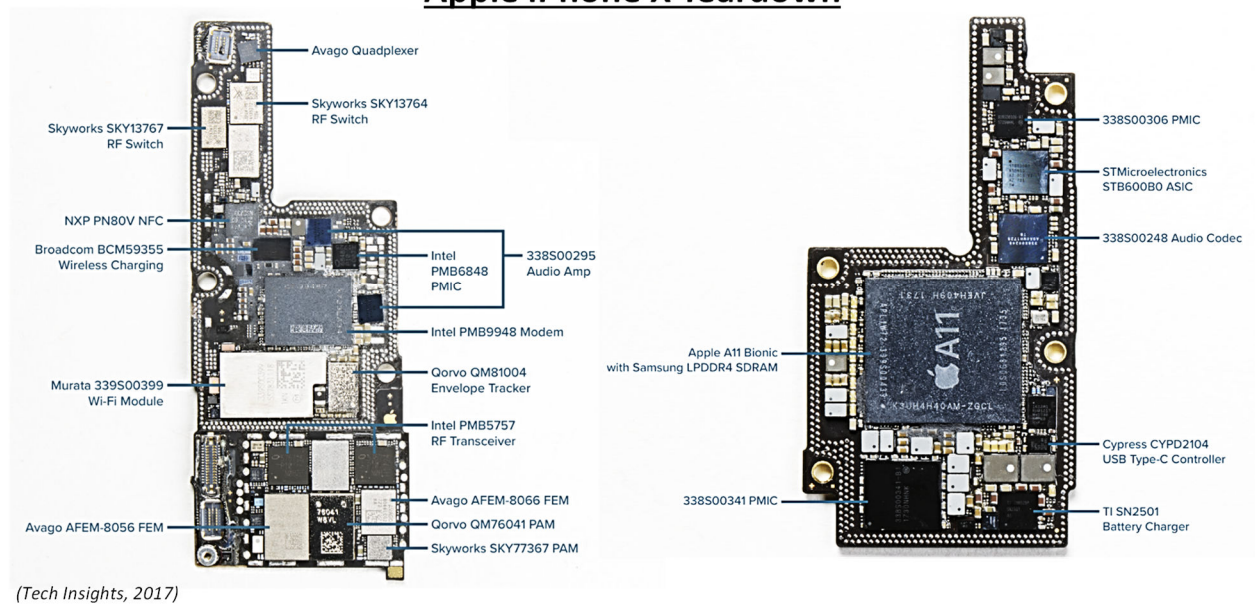 Apple iPhone X Teardown
Avago Quadplexer
Skyworks SKY13764
RF Switch
Skyworks SKY13767
RF Switch
NXP PN80V NFC
Broadcom BCM59355
Wireless Charging
Intel
PMB6848
PMIC
338S00295
Audio Amp
Intel PMB9948 Modem
Murata 339S00399
Wi-Fi Module
Qorvo QM81004
Envelope Tracker
Intel PMB5757
RF Transceiver
Avago AFEM-8066 FEM
Avago AFEM-8056 FEM
Qorvo QM76041 PAM
Skyworks SKY77367 PAM
76041
338S00306 PMIC
STMicroelectronics
STB600B0 ASIC
338S00248 Audio Codec
Apple A11 Bionic
with Samsung LPDDR4 SDRAM
A11
Cypress CYPD2104
USB Type-C Controller
338S00341 PMIC
TI SN2501
Battery Charger
(Tech Insights, 2017)